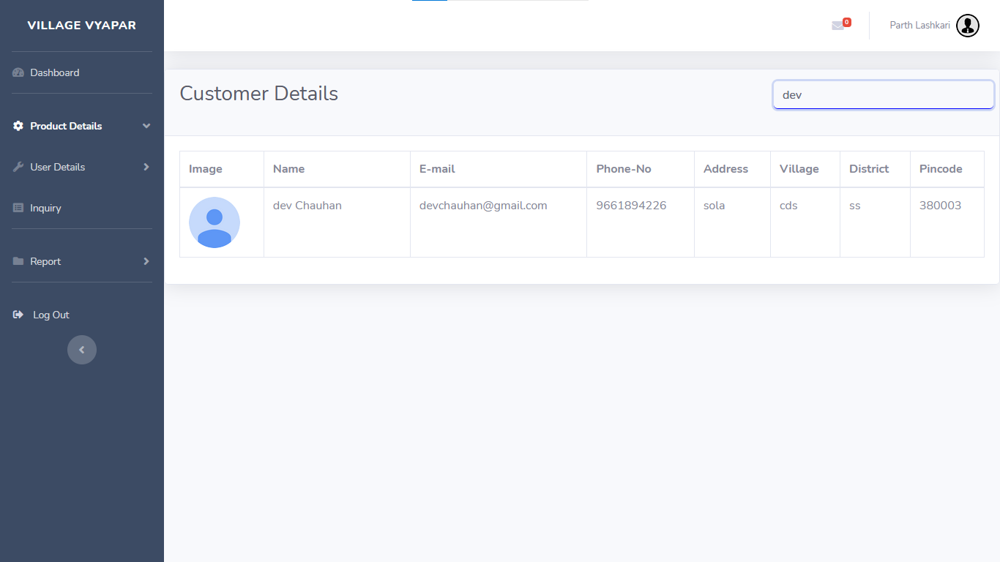 VILLAGE VYAPAR
0
Parth Lashkari
Dashboard
Product Details
User Details
Inquiry
Report
Log Out
Customer Details
dev
Image Name E-mail Phone-No Address Village District Pincode
dev Chauhan devchauhan@gmail.com 9661894226 sola cds ss 380003